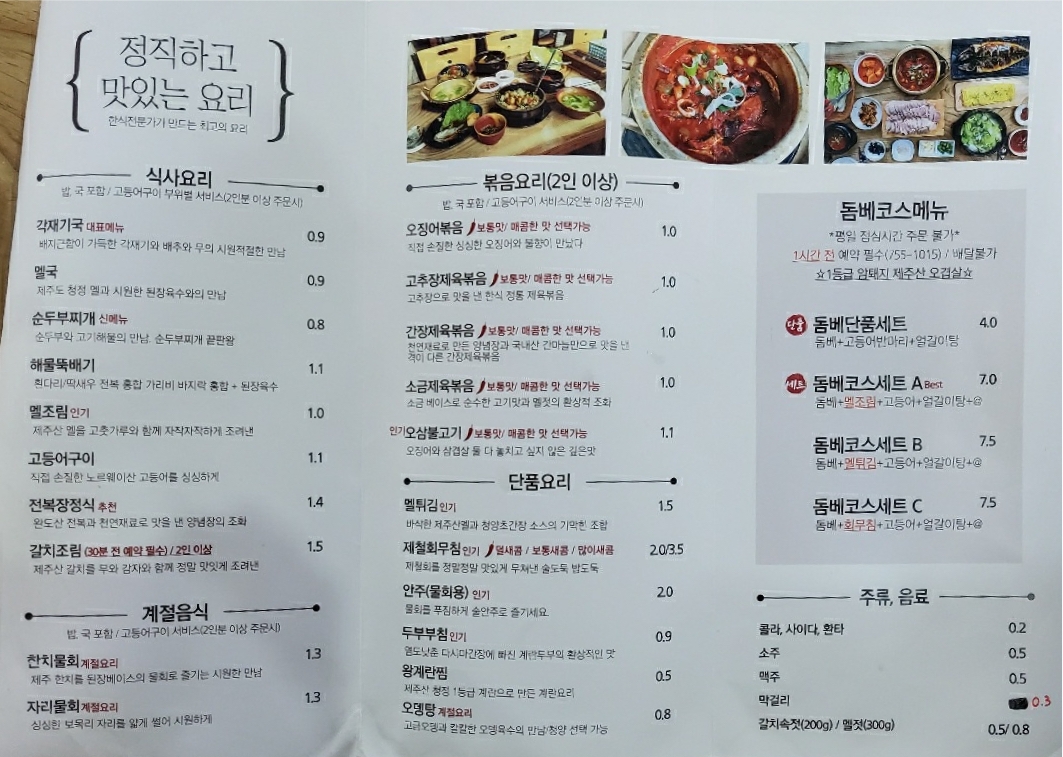 정직하고
맛있는 요리
한식전문가가 만드는 최고의 요리
식사요리
밥, 국 포함 / 고등어구이 부위별 서비스(2인분 이상 주문시)
각재기국 대표메뉴 0.9
배지근함이 가득한 각재기와 배추와 무의 시원적절한 만남
멜국 0.9
제주도 청정 멜과 시원한 된장육수와의 만남
순두부찌개 신메뉴 0.8
순두부와 고기해물의 만남. 순두부찌개 끝판왕
해물뚝배기 1.1
흰다리/딱새우 전복 홍합 가리비 바지락 홍합 + 된장육수
멜조림 인기 1.0
제주산 멜을 고춧가루와 함께 자작자작하게 조려낸
고등어구이 1.1
직접 손질한 노르웨이산 고등어를 싱싱하게
전복장정식 추천 1.4
완도산 전복과 천연재료로 맛을 낸 양념장의 조화
갈치조림 (30분 전 예약 필수) / 2인 이상 1.5
제주산 갈치를 무와 감자와 함께 정말 맛있게 조려낸
계절음식
밥, 국 포함 / 고등어구이 서비스(2인분 이상 주문시)
한치물회 계절요리 1.3
제주 한치를 된장베이스의 물회로 즐기는 시원한 만남
자리물회 계절요리 1.3
싱싱한 보목리 자리를 얇게 썰어 시원하게
볶음요리(2인 이상)
밥, 국 포함 / 고등어구이 서비스(2인분 이상 주문시)
오징어볶음 보통맛/ 매콤한 맛 선택가능 1.0
직접 손질한 싱싱한 오징어와 불향이 만났다
고추장제육볶음 보통맛/ 매콤한 맛 선택가능 1.0
고추장으로 맛을 낸 한식 정통 제육볶음
간장제육볶음 보통맛/ 매콤한 맛 선택가능 1.0
천연재료로 만든 양념장과 국내산 간마늘만으로 맛을 낸
격이 다른 간장제육볶음
소금제육볶음 보통맛/ 매콤한 맛 선택가능 1.0
소금 베이스로 순수한 고기맛과 멜젓의 환상적 조화
인기 오삼불고기 보통맛/ 매콤한 맛 선택가능 1.1
오징어와 삼겹살 둘 다 놓치고 싶지 않은 깊은맛
단품요리
멜튀김 인기 1.5
바삭한 제주산멜과 청양초간장 소스의 기막힌 조합
제철회무침 인기 덜새콤 / 보통새콤 / 많이새콤 2.0/3.5
제철회를 정말정말 맛있게 무쳐낸 술도둑 밥도둑
안주(물회용) 인기 2.0
물회를 푸짐하게 술안주로 즐기세요.
두부부침 인기 0.9
염도낮춘 다시마간장에 빠진 계란두부의 환상적인 맛
왕계란찜 0.5
제주산 청정 1등급 계란으로 만든 계란요리
오뎅탕 계절요리 0.8
고급오뎅과 칼칼한 오뎅육수의 만남/청양 선택 가능
돔베코스메뉴
*평일 점심시간 주문 불가*
1시간 전 예약 필수(755-1015) / 배달불가
☆1등급 암퇘지 제주산 오겹살☆
단품 돔베단품세트 4.0
돔베+고등어반마리+얼갈이탕
세트 돔베코스세트 A Best 7.0
돔베+멜조림+고등어+얼갈이탕+@
돔베코스세트 B 7.5
돔베+멜튀김+고등어+얼갈이탕+@
돔베코스세트 C 7.5
돔베+회무침+고등어+얼갈이탕+@
주류, 음료
콜라, 사이다, 환타 0.2
소주 0.5
맥주 0.5
막걸리 0.3
갈치속젓(200g) / 멜젓(300g) 0.5/ 0.8